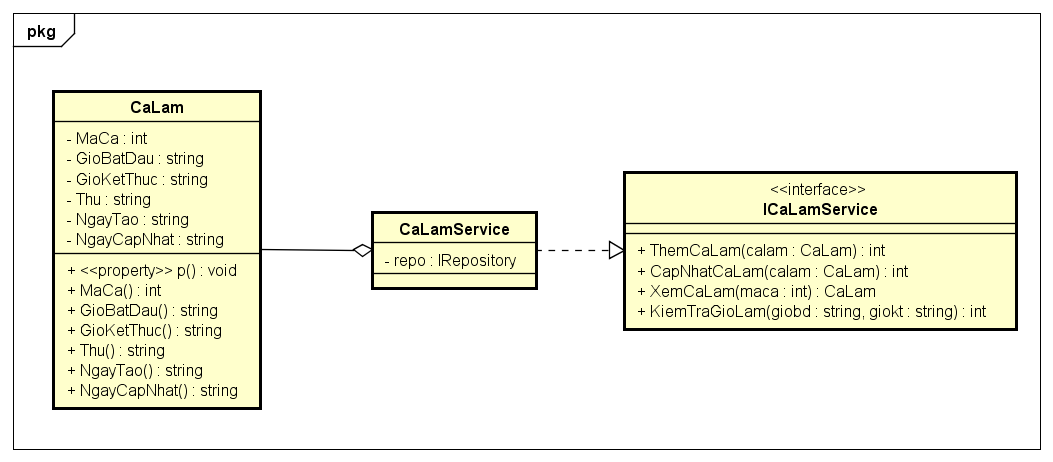 pkg
CaLam
- MaCa : int
- GioBatDau : string
- GioKetThuc : string
- Thu : string
- NgayTao : string
- NgayCapNhat : string
+ <<property>> p() : void
+ MaCa() : int
+ GioBatDau() : string
+ GioKetThuc() : string
+ Thu() : string
+ NgayTao() : string
+ NgayCapNhat() : string
CaLamService
- repo : IRepository
<<interface>>
ICaLamService
+ ThemCaLam(calam : CaLam) : int
+ CapNhatCaLam(calam : CaLam) : int
+ XemCaLam(maca : int) : CaLam
+ KiemTraGioLam(giobd : string, giokt : string) : int